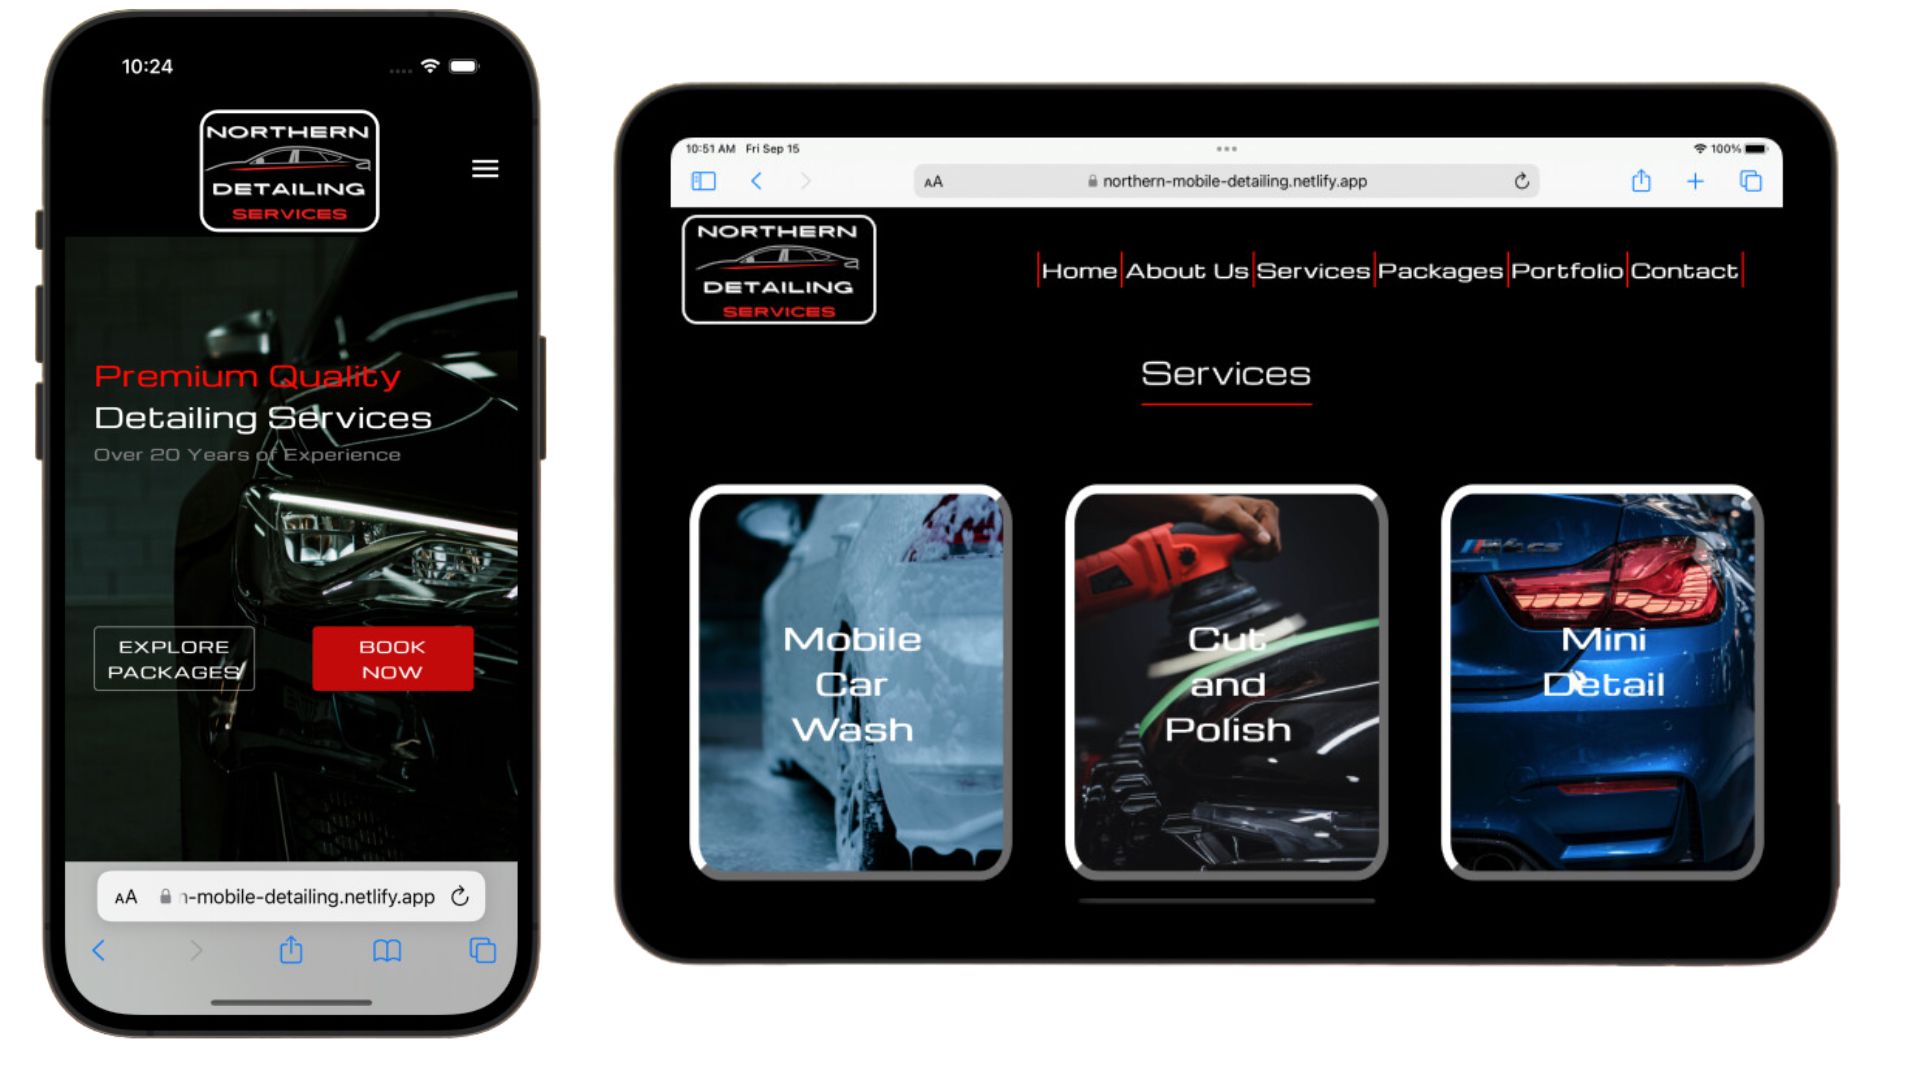 10:24
NORTHERN
DETAILING
SERVICES
Premium Quality
Detailing Services
Over 20 Years of Experience
EXPLORE
PACKAGES
BOOK
NOW
AA n-mobile-detailing.netlify.app
10:51 AM Fri Sep 15
100%
AA northern-mobile-detailing.netlify.app
NORTHERN
DETAILING
SERVICES
Home About Us Services Packages Portfolio Contact
Services
Mobile
Car
Wash
Cut
and
Polish
M4CS
Mini
Detail